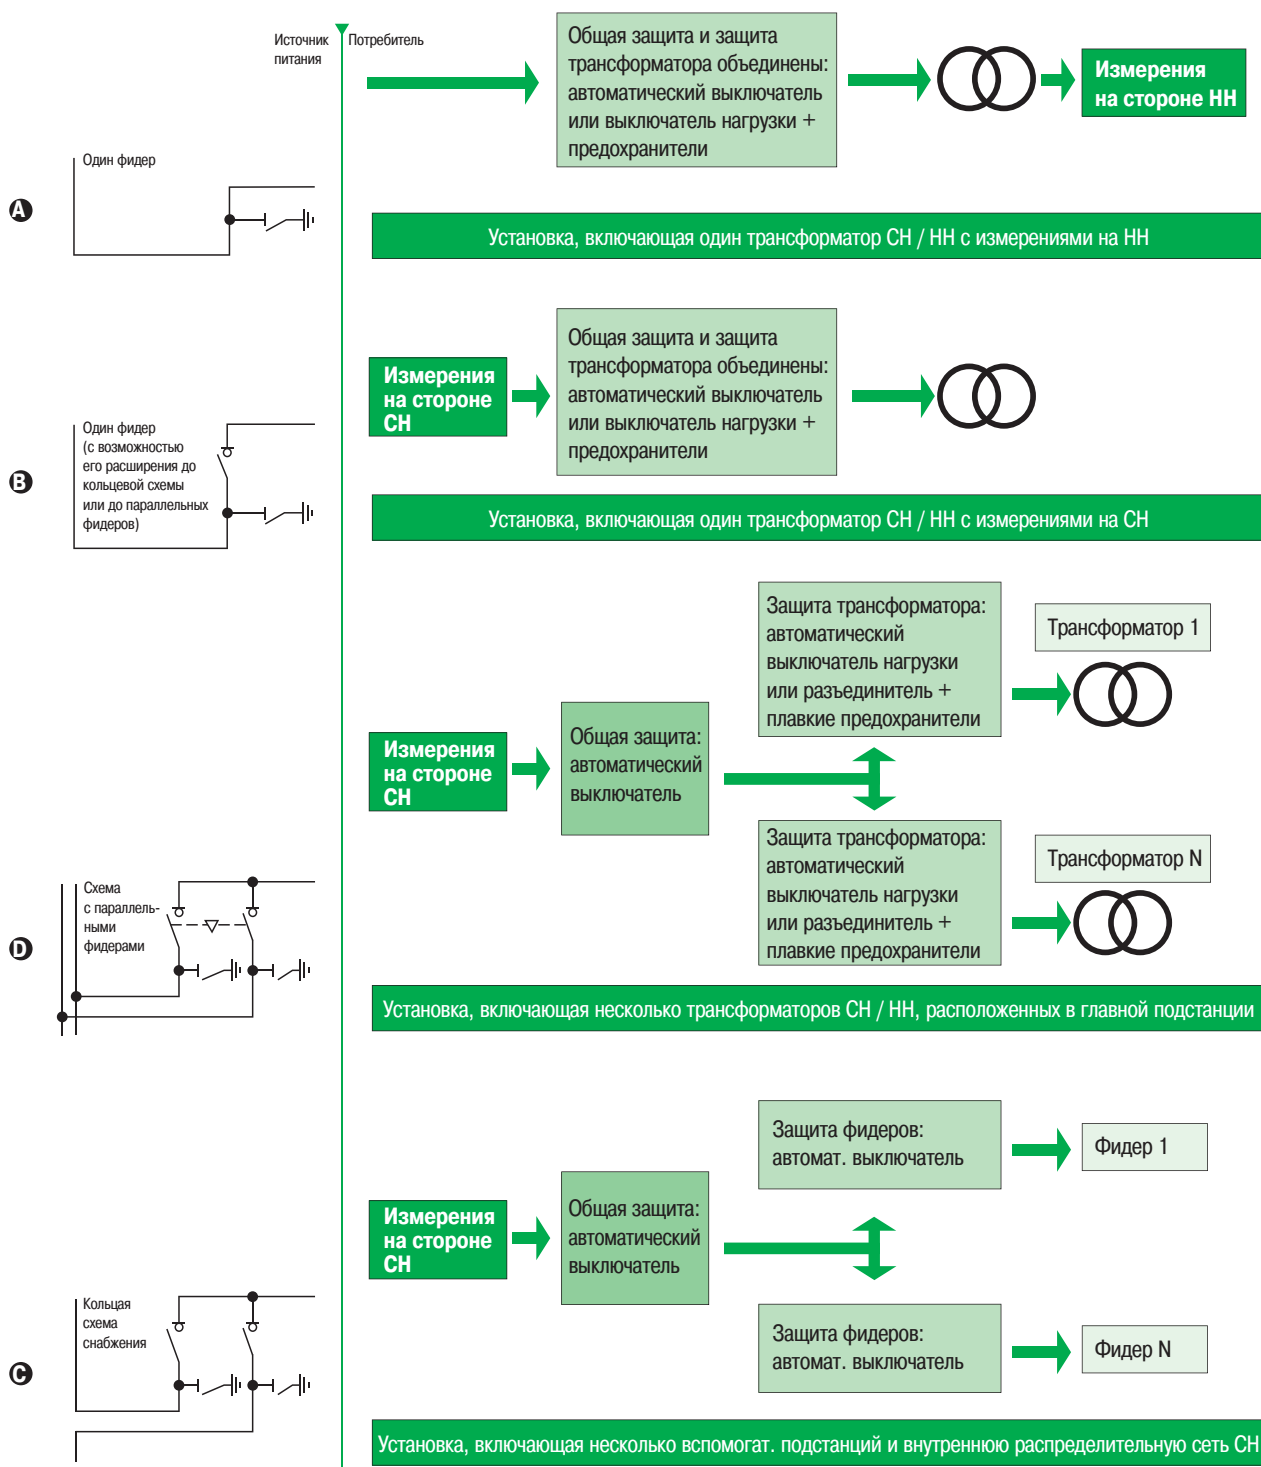 Источник
питания
Потребитель
Общая защита и защита
трансформатора объединены:
автоматический выключатель
или выключатель нагрузки +
предохранители
Измерения
на стороне НН
A
Один фидер
Установка, включающая один трансформатор СН / НН с измерениями на НН
Измерения
на стороне
СН
Общая защита и защита
трансформатора объединены:
автоматический выключатель
или выключатель нагрузки +
предохранители
B
Один фидер
(с возможностью
его расширения до
кольцевой схемы
или до параллельных
фидеров)
Установка, включающая один трансформатор СН / НН с измерениями на СН
Защита трансформатора:
автоматический
выключатель нагрузки
или разъединитель +
плавкие предохранители
Трансформатор 1
Измерения
на стороне
СН
Общая защита:
автоматический
выключатель
Защита трансформатора:
автоматический
выключатель нагрузки
или разъединитель +
плавкие предохранители
Трансформатор N
D
Схема
с параллель-
ными
фидерами
Установка, включающая несколько трансформаторов СН / НН, расположенных в главной подстанции
Защита фидеров:
автомат. выключатель
Фидер 1
Измерения
на стороне
СН
Общая защита:
автоматический
выключатель
Защита фидеров:
автомат. выключатель
Фидер N
C
Кольцая
схема
снабжения
Установка, включающая несколько вспомогат. подстанций и внутреннюю распределительную сеть СН